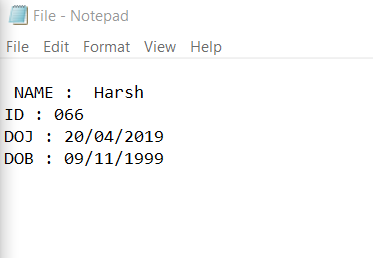 File - Notepad
File Edit Format View Help
NAME :  Harsh
ID : 066
DOJ : 20/04/2019
DOB : 09/11/1999